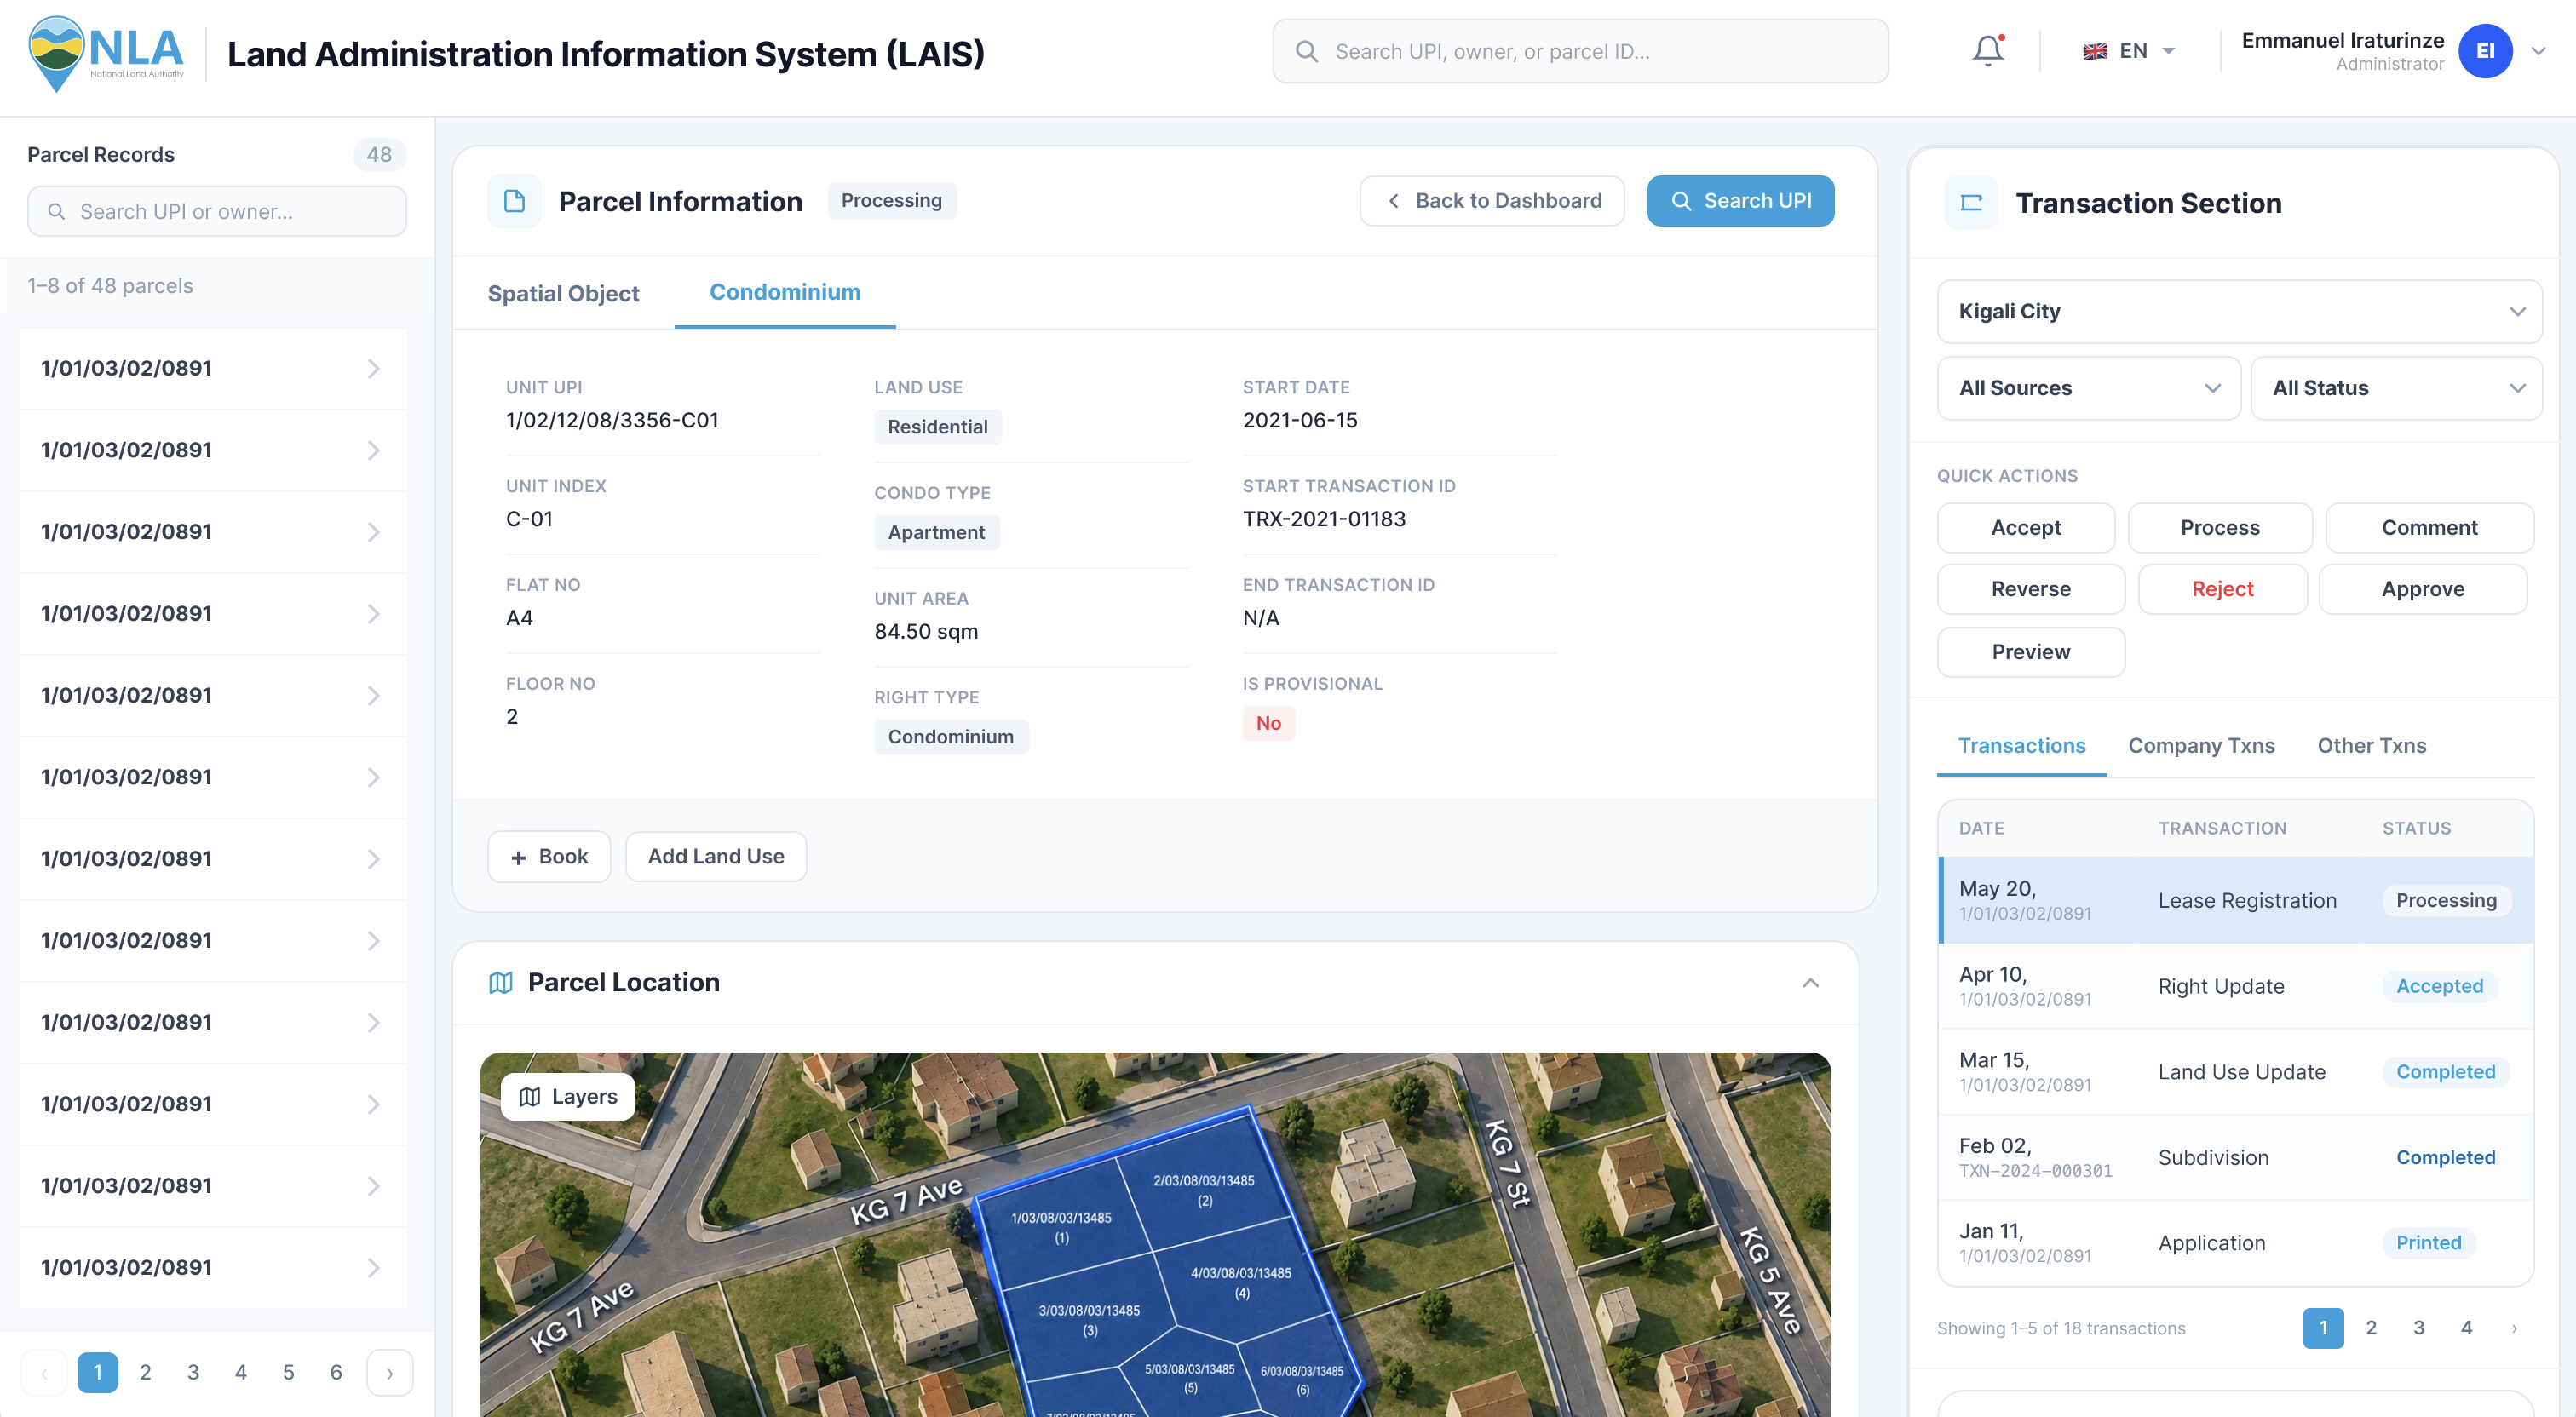 NLA
National Land Authority
Land Administration Information System (LAIS)
Search UPI, owner, or parcel ID...
EN
Emmanuel Iraturinze
Administrator
EI
Parcel Records
48
Search UPI or owner...
1–8 of 48 parcels
1/01/03/02/0891
1/01/03/02/0891
1/01/03/02/0891
1/01/03/02/0891
1/01/03/02/0891
1/01/03/02/0891
1/01/03/02/0891
1/01/03/02/0891
1/01/03/02/0891
1/01/03/02/0891
1/01/03/02/0891
1/01/03/02/0891
‹ 1 2 3 4 5 6 ›
Parcel Information
Processing
Back to Dashboard
Search UPI
Spatial Object
Condominium
UNIT UPI
1/02/12/08/3356-C01
UNIT INDEX
C-01
FLAT NO
A4
FLOOR NO
2
LAND USE
Residential
CONDO TYPE
Apartment
UNIT AREA
84.50 sqm
RIGHT TYPE
Condominium
START DATE
2021-06-15
START TRANSACTION ID
TRX-2021-01183
END TRANSACTION ID
N/A
IS PROVISIONAL
No
+ Book
Add Land Use
Parcel Location
Layers
KG 7 Ave
KG 7 Ave
KG 7 St
KG 5 Ave
1/03/08/03/13485
(1)
2/03/08/03/13485
(2)
3/03/08/03/13485
(3)
4/03/08/03/13485
(4)
5/03/08/03/13485
(5)
6/03/08/03/13485
(6)
Transaction Section
Kigali City
All Sources
All Status
QUICK ACTIONS
Accept
Process
Comment
Reverse
Reject
Approve
Preview
Transactions
Company Txns
Other Txns
DATE TRANSACTION STATUS
May 20,
1/01/03/02/0891
Lease Registration
Processing
Apr 10,
1/01/03/02/0891
Right Update
Accepted
Mar 15,
1/01/03/02/0891
Land Use Update
Completed
Feb 02,
TXN-2024-000301
Subdivision
Completed
Jan 11,
1/01/03/02/0891
Application
Printed
Showing 1–5 of 18 transactions
1 2 3 4 ›